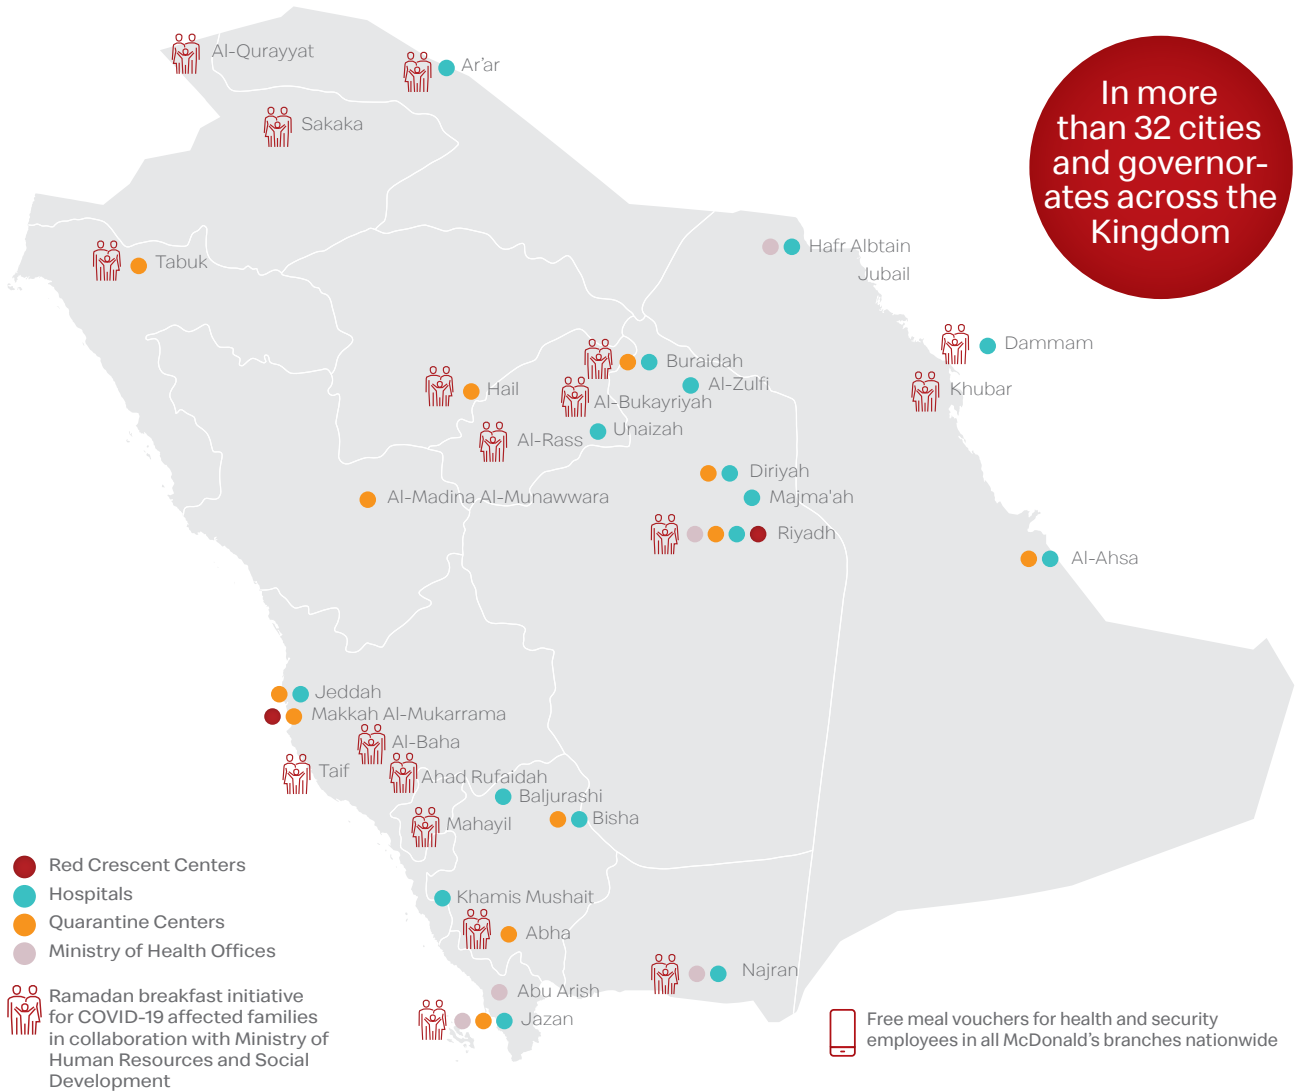 Al-Qurayyat
Ar’ar
Sakaka
In more
than 32 cities
and governor-
ates across the
Kingdom
Tabuk
Hafr Albtain
Jubail
Dammam
Khubar
Buraidah
Al-Zulfi
Hail
Al-Bukayriyah
Unaizah
Al-Rass
Diriyah
Al-Madina Al-Munawwara
Majma'ah
Riyadh
Al-Ahsa
Jeddah
Makkah Al-Mukarrama
Al-Baha
Taif
Ahad Rufaidah
Baljurashi
Bisha
Mahayil
Khamis Mushait
Abha
Najran
Abu Arish
Jazan
Red Crescent Centers
Hospitals
Quarantine Centers
Ministry of Health Offices
Ramadan breakfast initiative
for COVID-19 affected families
in collaboration with Ministry of
Human Resources and Social
Development
Free meal vouchers for health and security
employees in all McDonald’s branches nationwide